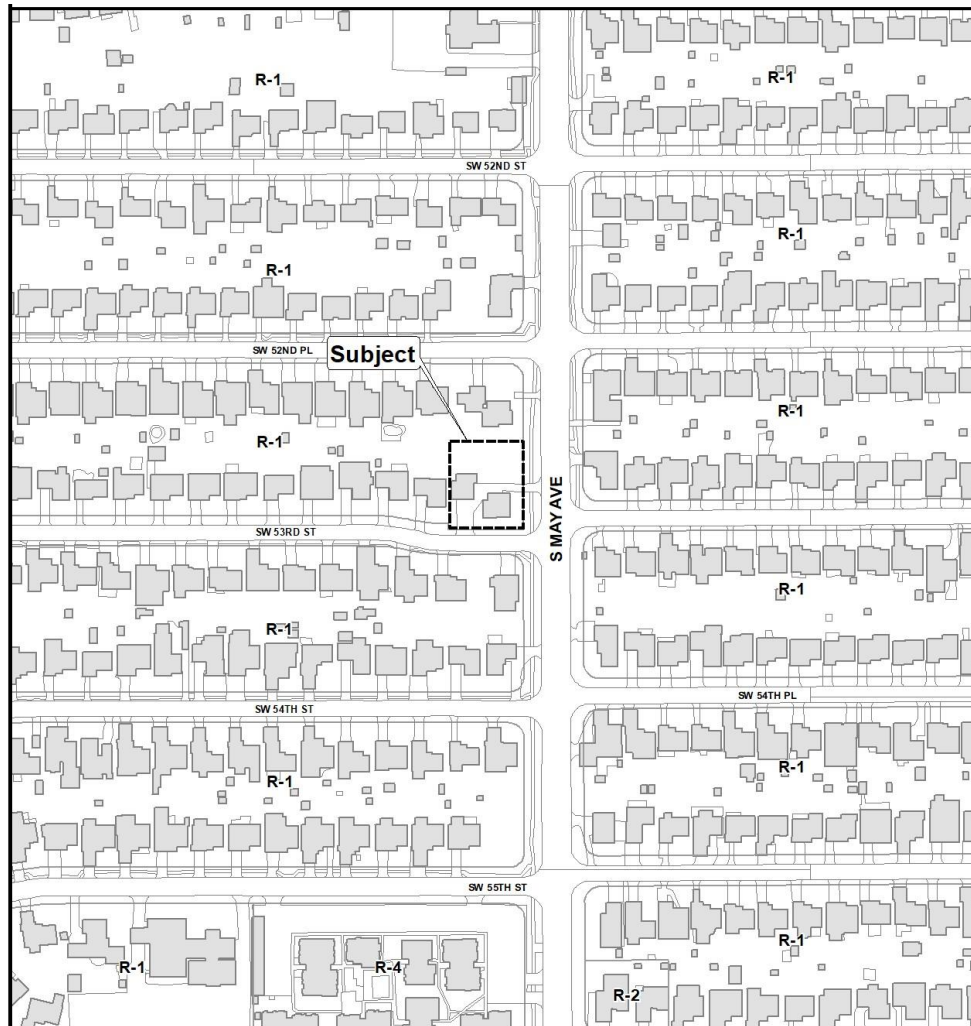 R-1
R-1
SW 52ND ST
R-1
R-1
SW 52ND PL
Subject
R-1
R-1
SW 53RD ST
S MAY AVE
R-1
R-1
SW 54TH PL
SW 54TH ST
R-1
R-1
SW 55TH ST
R-1
R-1
R-4
R-2